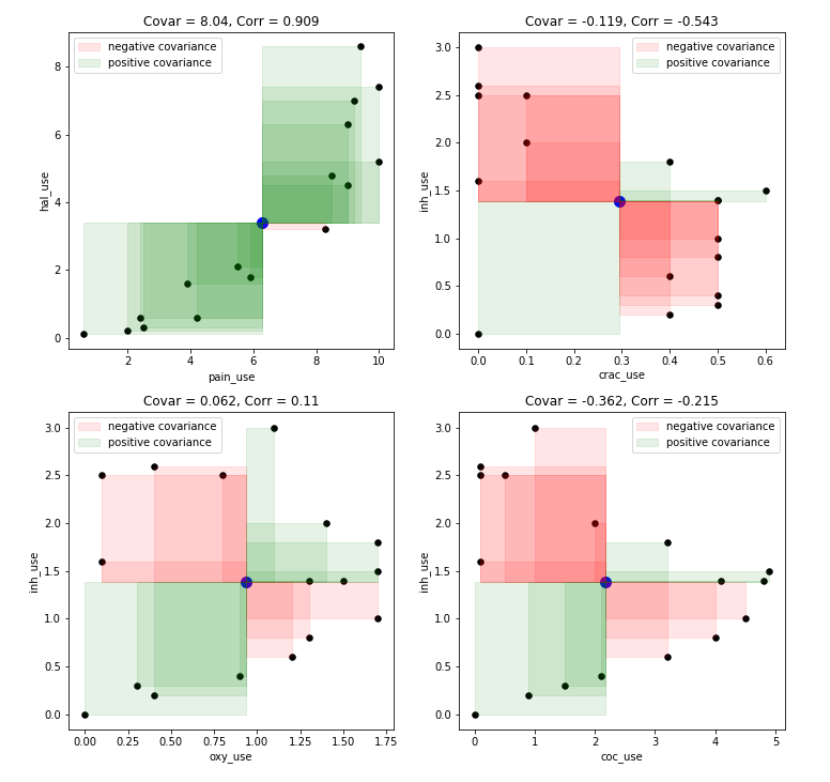 Covar = 8.04, Corr = 0.909
negative covariance
positive covariance
hal_use
8
6
4
2
0
2 4 6 8 10
pain_use
Covar = -0.119, Corr = -0.543
negative covariance
positive covariance
inh_use
3.0
2.5
2.0
1.5
1.0
0.5
0.0
0.0 0.1 0.2 0.3 0.4 0.5 0.6
crac_use
Covar = 0.062, Corr = 0.11
negative covariance
positive covariance
inh_use
3.0
2.5
2.0
1.5
1.0
0.5
0.0
0.00 0.25 0.50 0.75 1.00 1.25 1.50 1.75
oxy_use
Covar = -0.362, Corr = -0.215
negative covariance
positive covariance
inh_use
3.0
2.5
2.0
1.5
1.0
0.5
0.0
0 1 2 3 4 5
coc_use